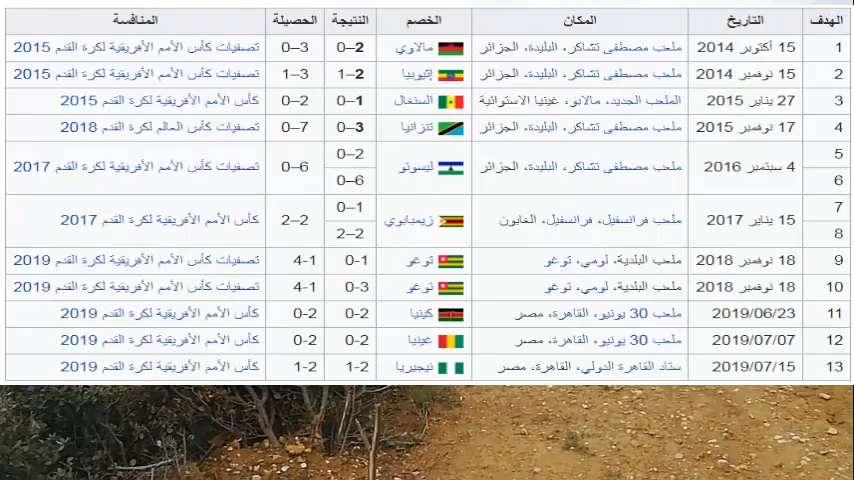 الهدف التاريخ المكان الخصم النتيجة الحصيلة المنافسة
1 15 أكتوبر 2014 ملعب مصطفى تشاكر، البليدة، الجزائر مالاوي 2–0 3–0 تصفيات كأس الأمم الأفريقية لكرة القدم 2015
2 15 نوفمبر 2014 ملعب مصطفى تشاكر، البليدة، الجزائر إثيوبيا 2–1 3–1 تصفيات كأس الأمم الأفريقية لكرة القدم 2015
3 27 يناير 2015 الملعب الجديد، مالابو، غينيا الاستوائية السنغال 1–0 2–0 كأس الأمم الأفريقية لكرة القدم 2015
4 17 نوفمبر 2015 ملعب مصطفى تشاكر، البليدة، الجزائر تنزانيا 3–0 7–0 تصفيات كأس العالم لكرة القدم 2018
5 4 سبتمبر 2016 ملعب مصطفى تشاكر، البليدة، الجزائر ليسوتو 2–0 6–0 تصفيات كأس الأمم الأفريقية لكرة القدم 2017
6 6–0
7 15 يناير 2017 ملعب فرانسفيل، فرانسفيل، الغابون زيمبابوي 1–0 2–2 كأس الأمم الأفريقية لكرة القدم 2017
8 2–2
9 18 نوفمبر 2018 ملعب البلدية، لومي، توغو توغو 0-1 4-1 تصفيات كأس الأمم الأفريقية لكرة القدم 2019
10 18 نوفمبر 2018 ملعب البلدية، لومي، توغو توغو 0-3 4-1 تصفيات كأس الأمم الأفريقية لكرة القدم 2019
11 2019/06/23 ملعب 30 يونيو، القاهرة، مصر كينيا 0-2 0-2 كأس الأمم الأفريقية لكرة القدم 2019
12 2019/07/07 ملعب 30 يونيو، القاهرة، مصر غينيا 0-2 0-2 كأس الأمم الأفريقية لكرة القدم 2019
13 2019/07/15 ستاد القاهرة الدولي، القاهرة، مصر نيجيريا 1-2 1-2 كأس الأمم الأفريقية لكرة القدم 2019